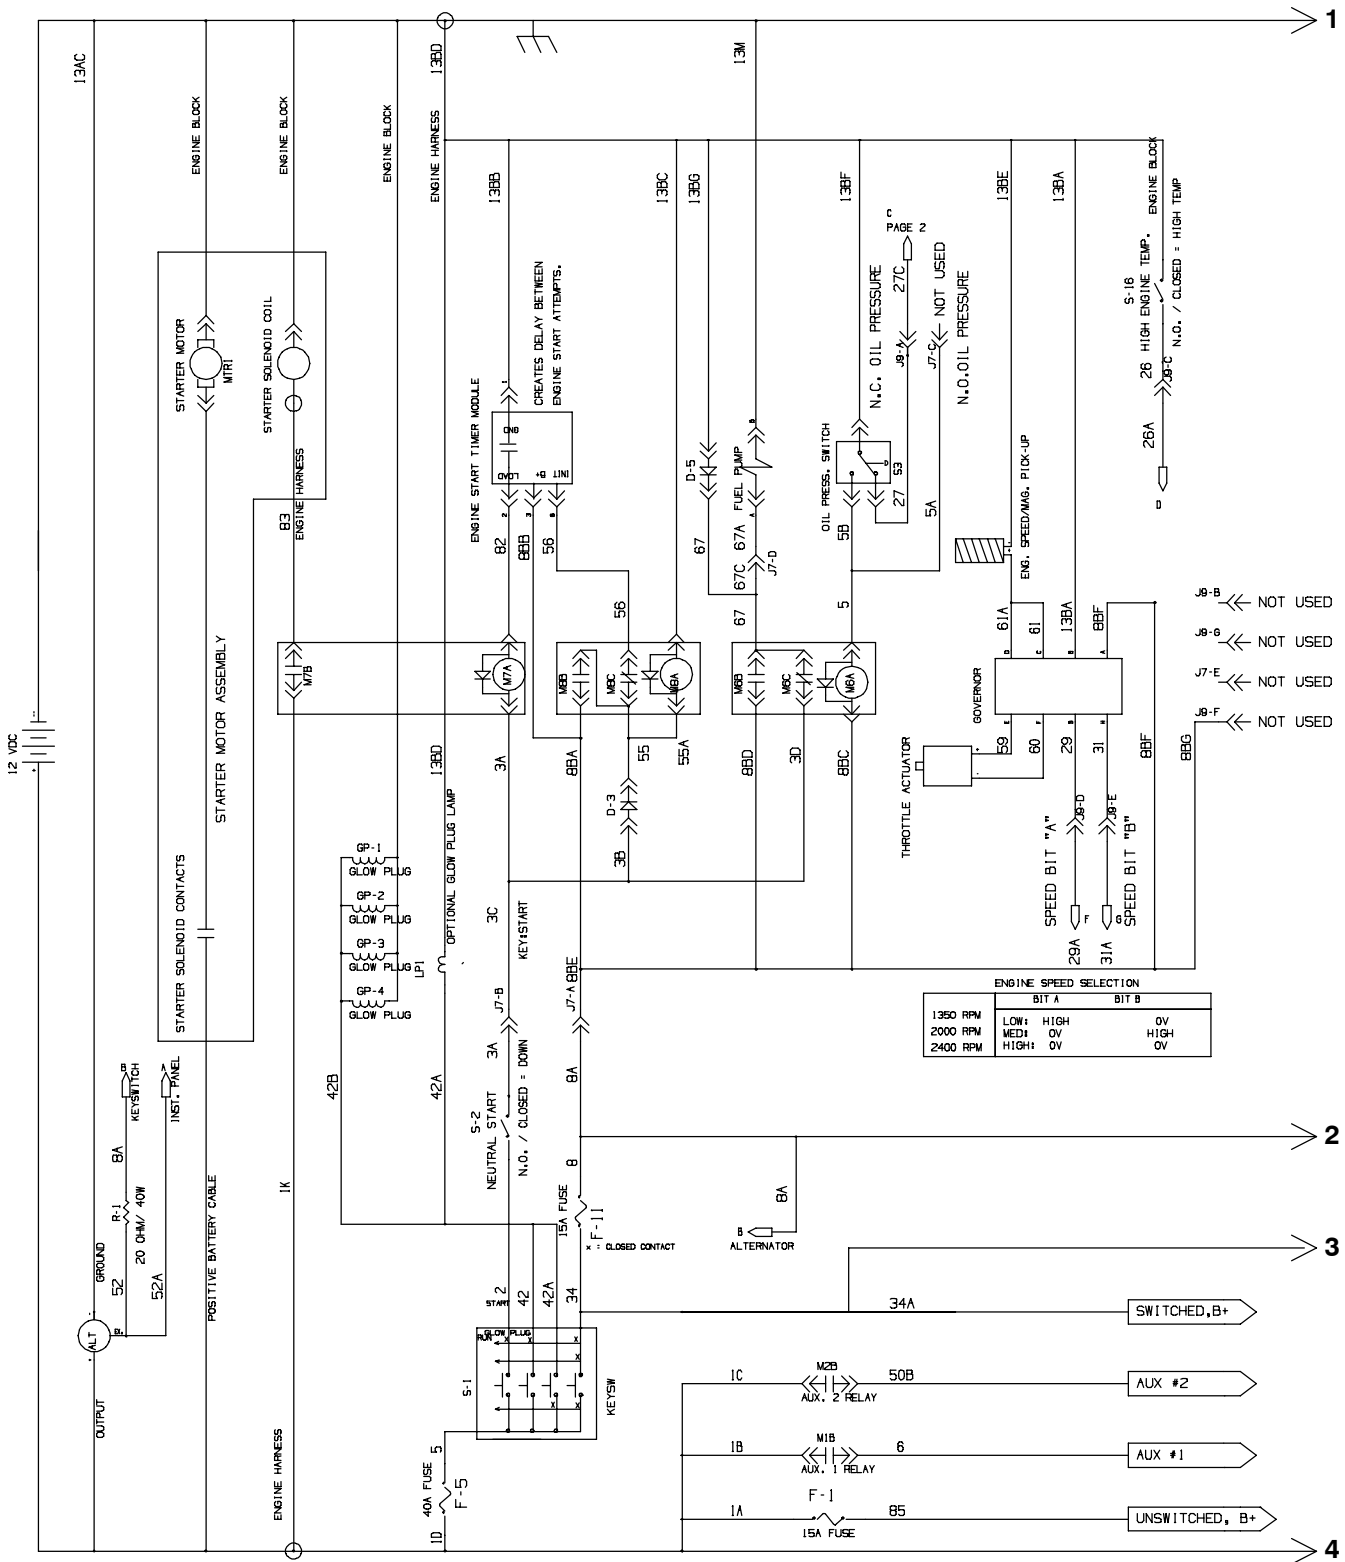 1
13AC
ENGINE BLOCK
ENGINE BLOCK
ENGINE BLOCK
13BD
ENGINE HARNESS
13M
13BB
13BC
13BG
13BF
13BE
13BA
ENGINE BLOCK
C
PAGE 2
27C
NOT USED
N.C. OIL PRESSURE
J9-A
J7-C
N.O.OIL PRESSURE
S-16
26 HIGH ENGINE TEMP.
N.O. / CLOSED = HIGH TEMP
J9-C
26A
D
STARTER MOTOR
MTR1
STARTER SOLENOID COIL
ENGINE HARNESS
83
CREATES DELAY BETWEEN
ENGINE START ATTEMPTS.
ENGINE START TIMER MODULE
1
GND
LOAD
B+
INIT
2
3
82
8BB
56
D-5
67
FUEL PUMP
B
A
67A
67C
J7-D
OIL PRESS. SWITCH
S3
27
5B
5A
ENG. SPEED/MAG. PICK-UP
56
67
5
61A
61
13BA
8BF
J9-B
NOT USED
J9-G
NOT USED
J7-E
NOT USED
J9-F
NOT USED
M7B
M7A
M8B
M8C
M8A
M6B
M6C
M6A
GOVERNOR
D
C
B
A
E
F
H
STARTER MOTOR ASSEMBLY
12 VDC
13BD
3A
8BA
55
55A
8BD
3D
8BC
59
60
29
31
8BF
8BG
THROTTLE ACTUATOR
D-3
3B
J9-D
J9-E
SPEED BIT "A"
SPEED BIT "B"
F
G
29A
31A
STARTER SOLENOID CONTACTS
GP-1
GLOW PLUG
GP-2
GLOW PLUG
GP-3
GLOW PLUG
GP-4
GLOW PLUG
OPTIONAL GLOW PLUG LAMP
LP1
3C
KEY:START
J7-B
J7-A
8BE
ENGINE SPEED SELECTION
BIT A BIT B
1350 RPM LOW: HIGH 0V
2000 RPM MED: 0V HIGH
2400 RPM HIGH: 0V 0V
B
KEYSWITCH
A
INST. PANEL
42B
42A
3A
8A
S-2
NEUTRAL START
N.O. / CLOSED = DOWN
2
8A
R-1
20 OHM/ 40W
52
52A
GROUND
POSITIVE BATTERY CABLE
1K
8
15A FUSE
F-11
x = CLOSED CONTACT
8A
B
ALTERNATOR
3
ALT
D+
OUTPUT
2
START
42
42A
34
34A
SWITCHED,B+
RUN
GLOW PLUG
S-1
KEYSW
1C
M2B
AUX. 2 RELAY
50B
AUX #2
1B
M1B
AUX. 1 RELAY
6
AUX #1
ENGINE HARNESS
5
40A FUSE
F-5
1D
1A
F-1
15A FUSE
85
UNSWITCHED, B+
4